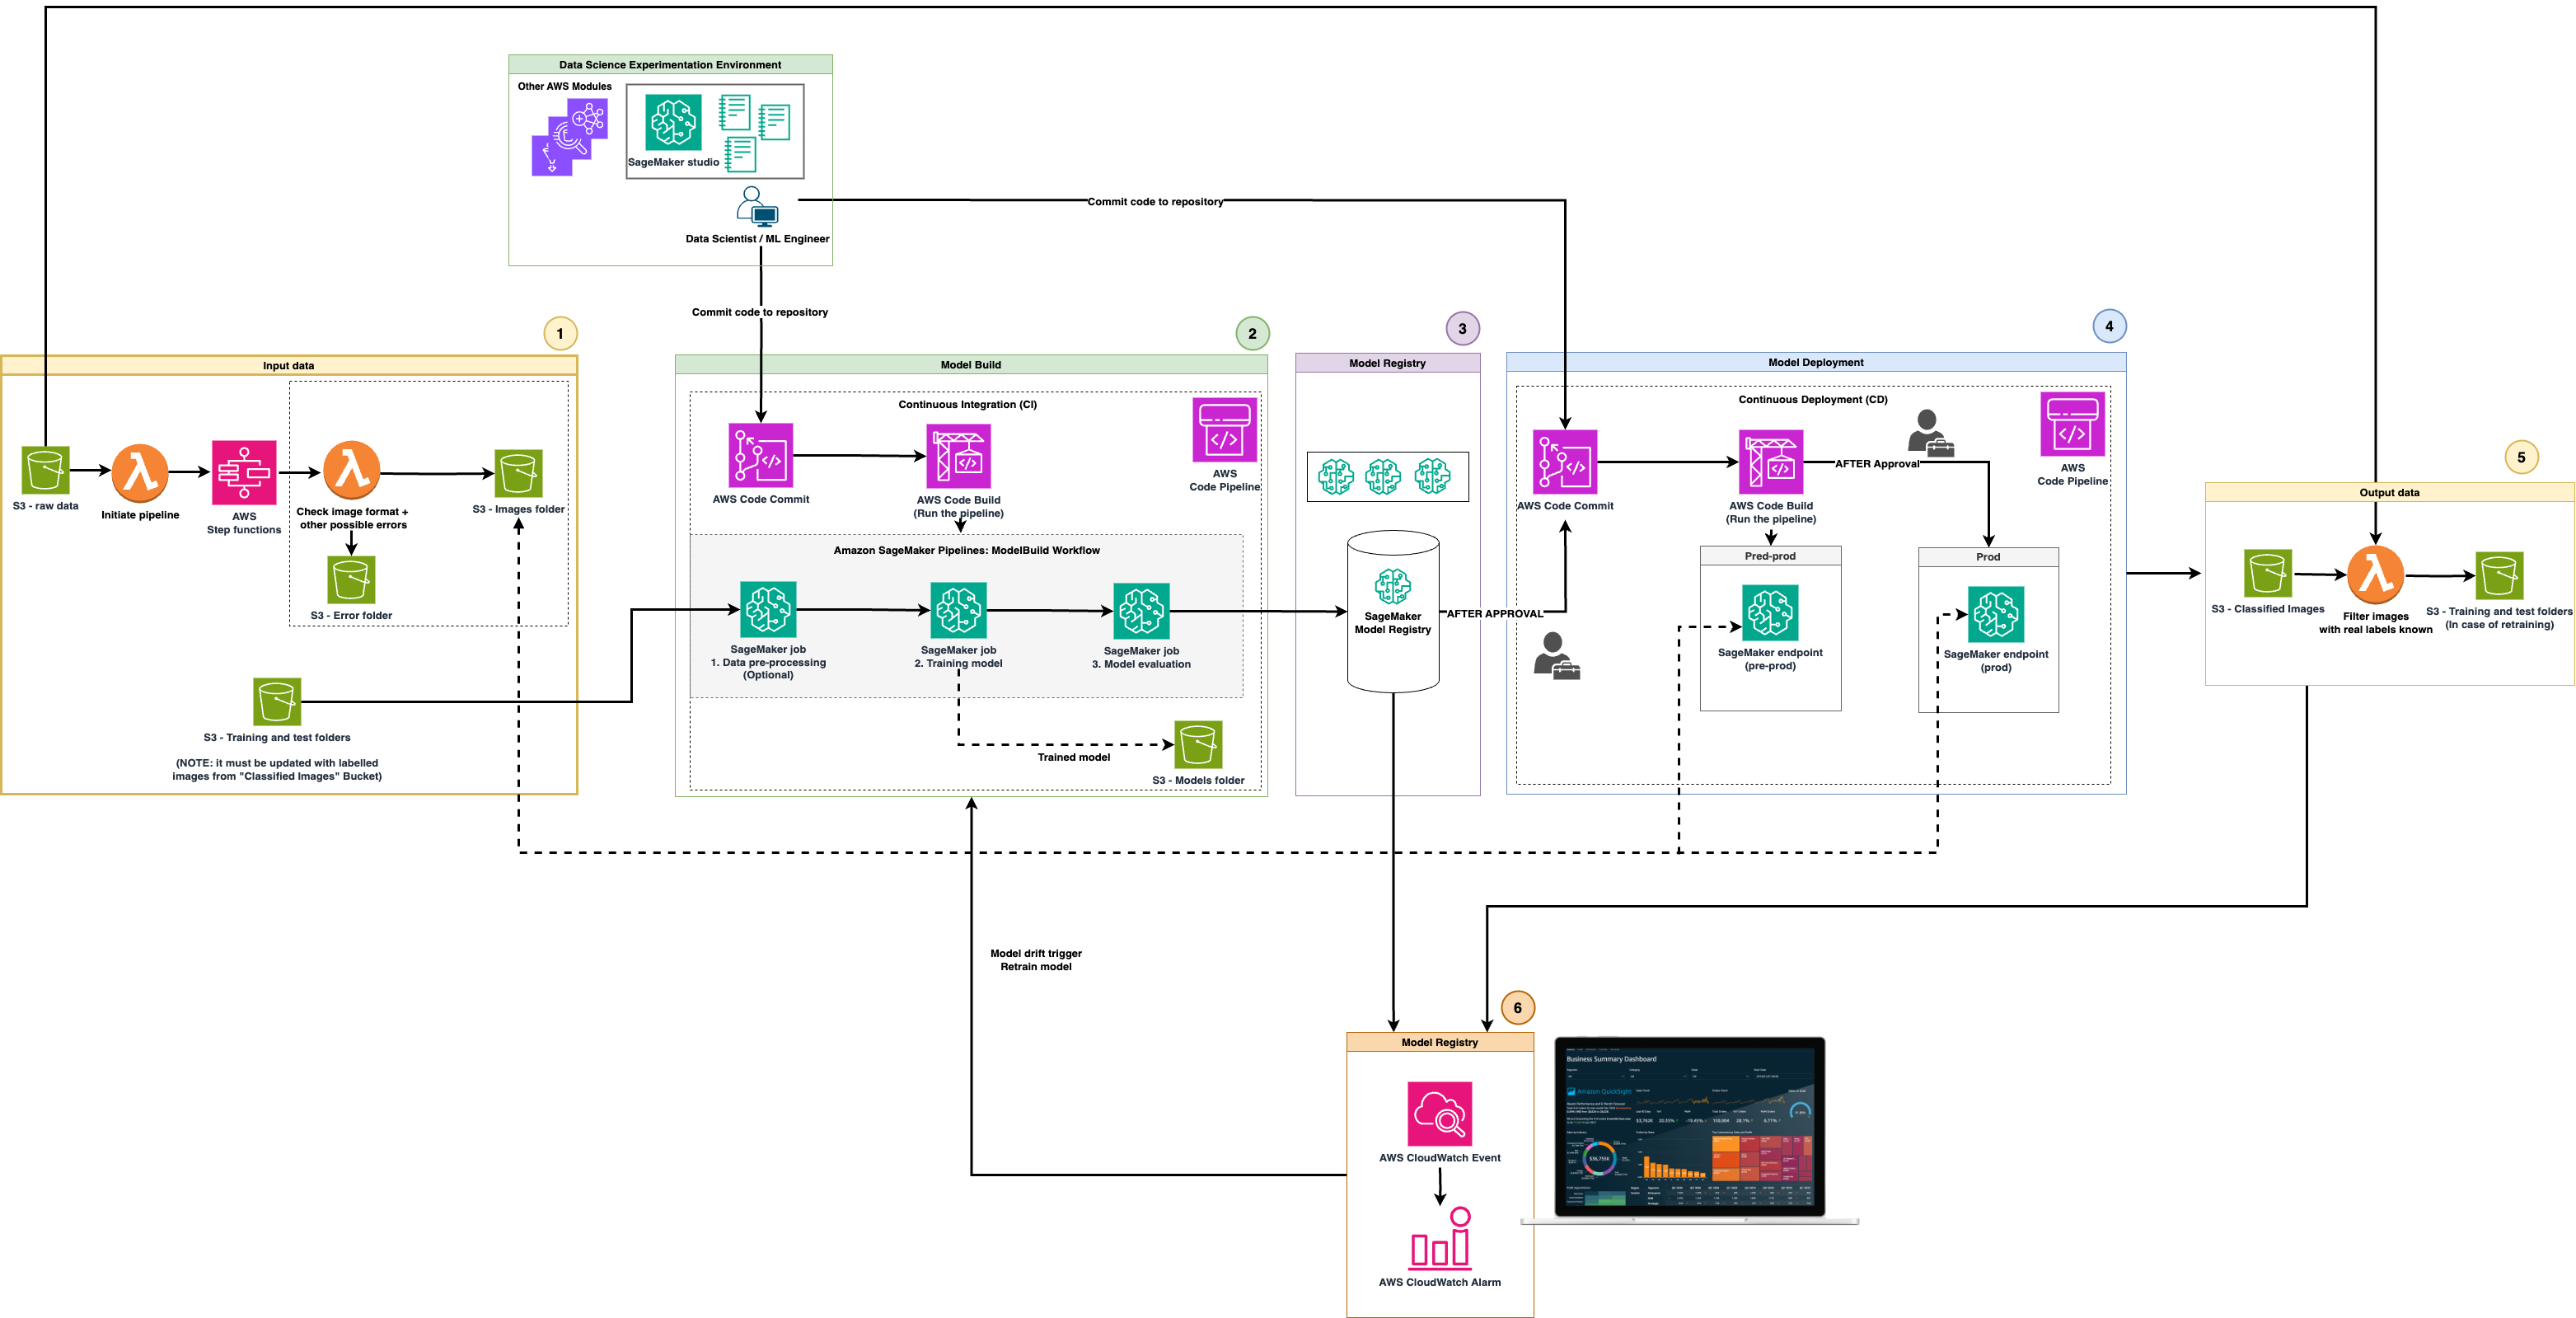 Data Science Experimentation Environment
Other AWS Modules
SageMaker studio
Data Scientist / ML Engineer
Commit code to repository
Commit code to repository
1
Input data
S3 - raw data
Initiate pipeline
AWS
Step functions
Check image format +
other possible errors
S3 - Images folder
S3 - Error folder
S3 - Training and test folders
(NOTE: it must be updated with labelled
images from "Classified Images" Bucket)
2
Model Build
Continuous Integration (CI)
AWS Code Commit
AWS Code Build
(Run the pipeline)
AWS
Code Pipeline
Amazon SageMaker Pipelines: ModelBuild Workflow
SageMaker job
1. Data pre-processing
(Optional)
SageMaker job
2. Training model
SageMaker job
3. Model evaluation
Trained model
S3 - Models folder
3
Model Registry
SageMaker
Model Registry
AFTER APPROVAL
4
Model Deployment
Continuous Deployment (CD)
AWS Code Commit
AWS Code Build
(Run the pipeline)
AFTER Approval
AWS
Code Pipeline
Pred-prod
SageMaker endpoint
(pre-prod)
Prod
SageMaker endpoint
(prod)
5
Output data
S3 - Classified Images
Filter images
with real labels known
S3 - Training and test folders
(In case of retraining)
Model drift trigger
Retrain model
6
Model Registry
AWS CloudWatch Event
AWS CloudWatch Alarm
Business Summary Dashboard
Amazon QuickSight